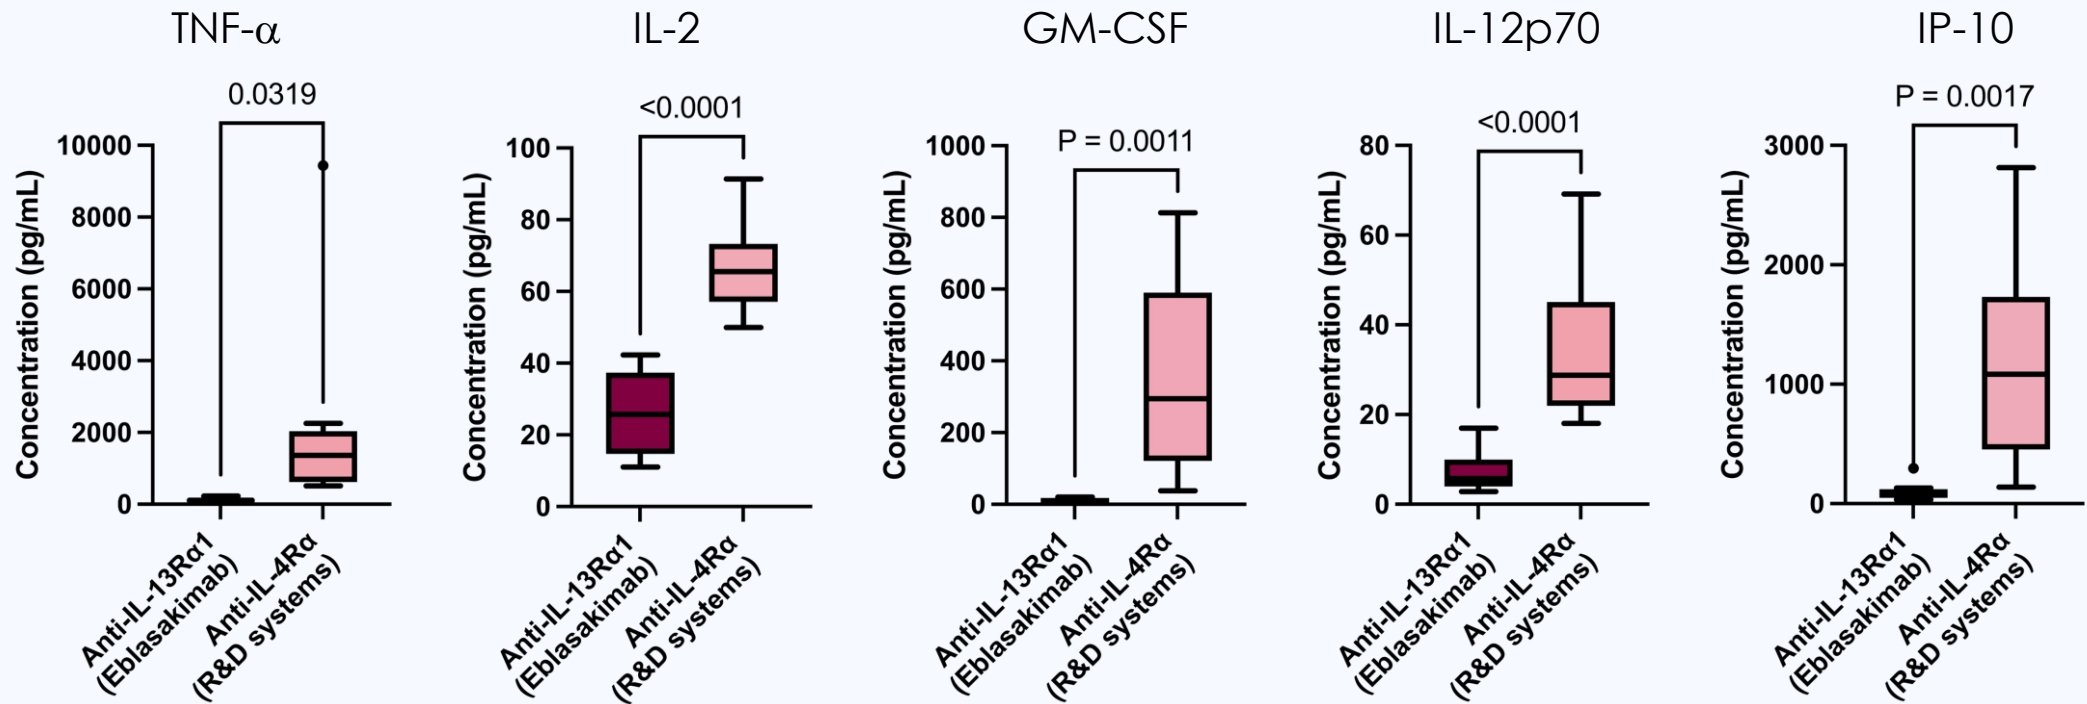 TNF-α
0.0319
Concentration (pg/mL)
10000
8000
6000
4000
2000
0
Anti-IL-13Rα1
(Eblasakimab)
Anti-IL-4Rα
(R&D systems)
IL-2
<0.0001
Concentration (pg/mL)
100
80
60
40
20
0
Anti-IL-13Rα1
(Eblasakimab)
Anti-IL-4Rα
(R&D systems)
GM-CSF
P = 0.0011
Concentration (pg/mL)
1000
800
600
400
200
0
Anti-IL-13Rα1
(Eblasakimab)
Anti-IL-4Rα
(R&D systems)
IL-12p70
<0.0001
Concentration (pg/mL)
80
60
40
20
0
Anti-IL-13Rα1
(Eblasakimab)
Anti-IL-4Rα
(R&D systems)
IP-10
P = 0.0017
Concentration (pg/mL)
3000
2000
1000
0
Anti-IL-13Rα1
(Eblasakimab)
Anti-IL-4Rα
(R&D systems)